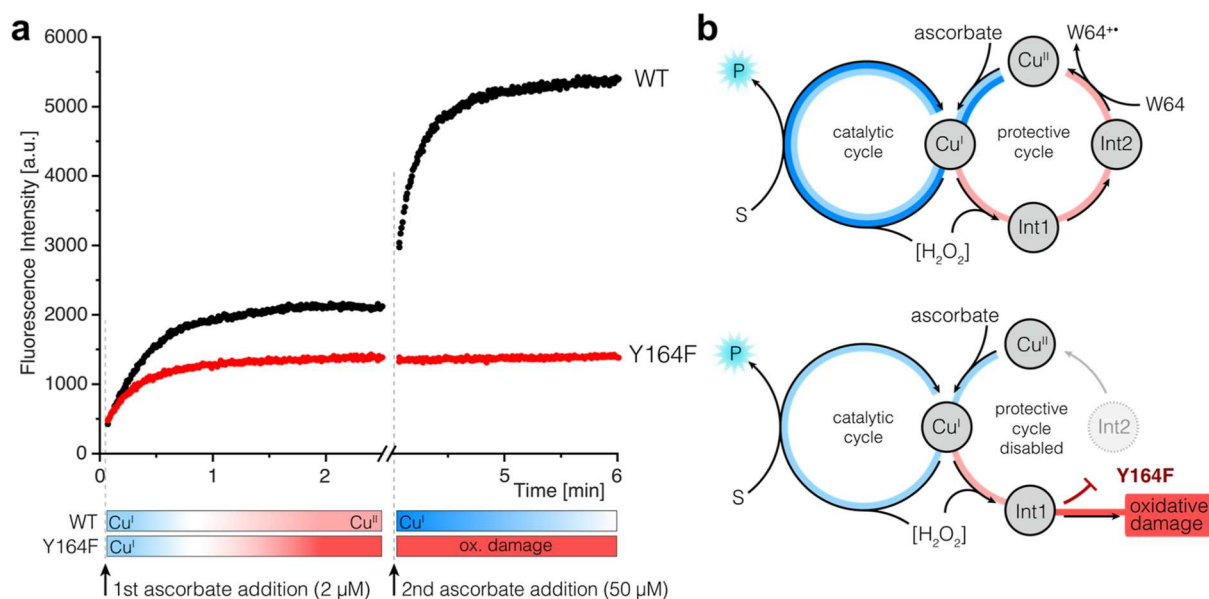 a
6000
5000
4000
3000
2000
1000
0
Fluorescence Intensity [a.u.]
WT
Y164F
0 1 2 5 6
Time [min]
WT Cuᴵ Cuᴵᴵ Cuᴵ
Y164F Cuᴵ ox. damage
1st ascorbate addition (2 µM) 2nd ascorbate addition (50 µM)
b
P
S
catalytic
cycle
ascorbate
Cuᴵᴵ
W64⁺•
W64
Cuᴵ
protective
cycle
Int2
Int1
[H₂O₂]
P
S
catalytic
cycle
ascorbate
Cuᴵᴵ
Cuᴵ
protective
cycle
disabled
Int2
Y164F
Int1
oxidative
damage
[H₂O₂]